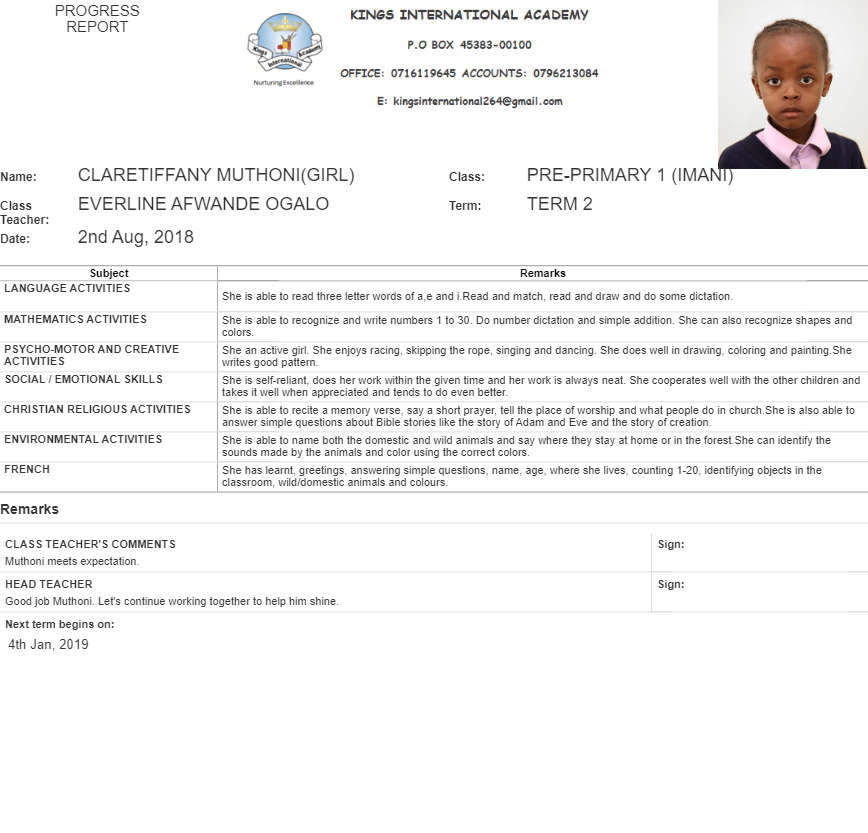 PROGRESS
REPORT
KINGS INTERNATIONAL ACADEMY
P.O BOX 45383-00100
OFFICE: 0716119645 ACCOUNTS: 0796213084
E: kingsinternational264@gmail.com
Kings International Academy
Nurturing Excellence
Name: CLARETIFFANY MUTHONI(GIRL) Class: PRE-PRIMARY 1 (IMANI)
Class Teacher: EVERLINE AFWANDE OGALO Term: TERM 2
Date: 2nd Aug, 2018
Subject Remarks
LANGUAGE ACTIVITIES
She is able to read three letter words of a,e and i.Read and match, read and draw and do some dictation.
MATHEMATICS ACTIVITIES
She is able to recognize and write numbers 1 to 30. Do number dictation and simple addition. She can also recognize shapes and
colors.
PSYCHO-MOTOR AND CREATIVE
ACTIVITIES
She an active girl. She enjoys racing, skipping the rope, singing and dancing. She does well in drawing, coloring and painting.She
writes good pattern.
SOCIAL / EMOTIONAL SKILLS
She is self-reliant, does her work within the given time and her work is always neat. She cooperates well with the other children and
takes it well when appreciated and tends to do even better.
CHRISTIAN RELIGIOUS ACTIVITIES
She is able to recite a memory verse, say a short prayer, tell the place of worship and what people do in church.She is also able to
answer simple questions about Bible stories like the story of Adam and Eve and the story of creation.
ENVIRONMENTAL ACTIVITIES
She is able to name both the domestic and wild animals and say where they stay at home or in the forest.She can identify the
sounds made by the animals and color using the correct colors.
FRENCH
She has learnt, greetings, answering simple questions, name, age, where she lives, counting 1-20, identifying objects in the
classroom, wild/domestic animals and colours.
Remarks
CLASS TEACHER'S COMMENTS Sign:
Muthoni meets expectation.
HEAD TEACHER Sign:
Good job Muthoni. Let's continue working together to help him shine.
Next term begins on:
4th Jan, 2019